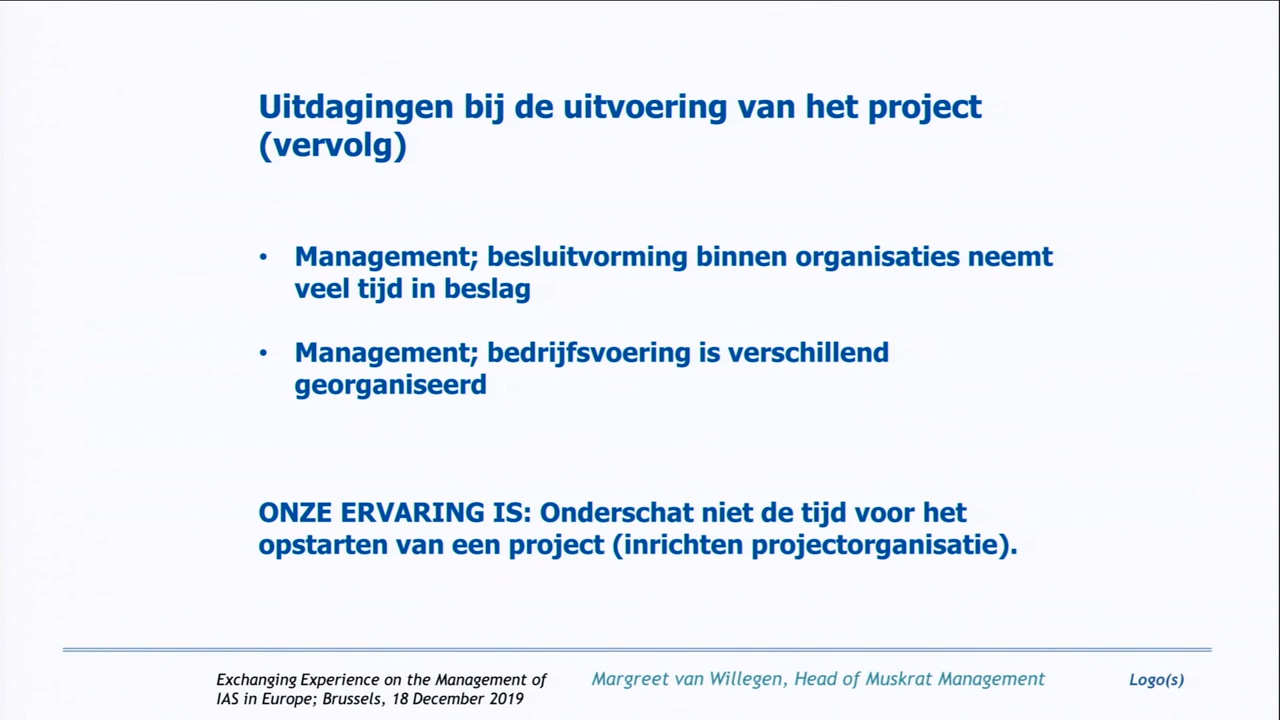 Uitdagingen bij de uitvoering van het project
(vervolg)
• Management; besluitvorming binnen organisaties neemt
veel tijd in beslag
• Management; bedrijfsvoering is verschillend
georganiseerd
ONZE ERVARING IS: Onderschat niet de tijd voor het
opstarten van een project (inrichten projectorganisatie).
Exchanging Experience on the Management of
IAS in Europe; Brussels, 18 December 2019
Margreet van Willegen, Head of Muskrat Management
Logo(s)